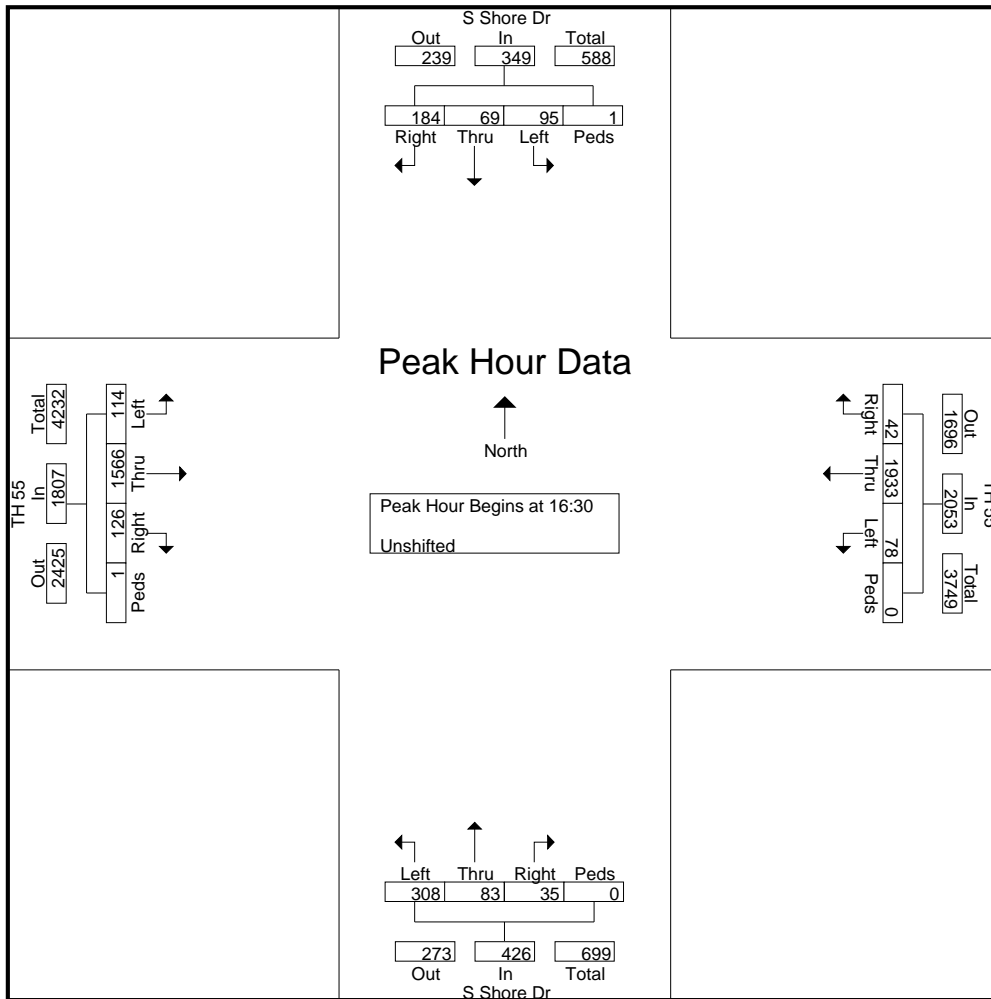 S Shore Dr
Out In Total
239 349 588
184 69 95 1
Right Thru Left Peds
Peak Hour Data
North
Peak Hour Begins at 16:30
Unshifted
TH 55
Out In Total
2425 1807 4232
114 1566 126 1
Left Thru Right Peds
TH 55
Out In Total
1696 2053 3749
42 1933 78 0
Right Thru Left Peds
Left Thru Right Peds
308 83 35 0
273 426 699
Out In Total
S Shore Dr